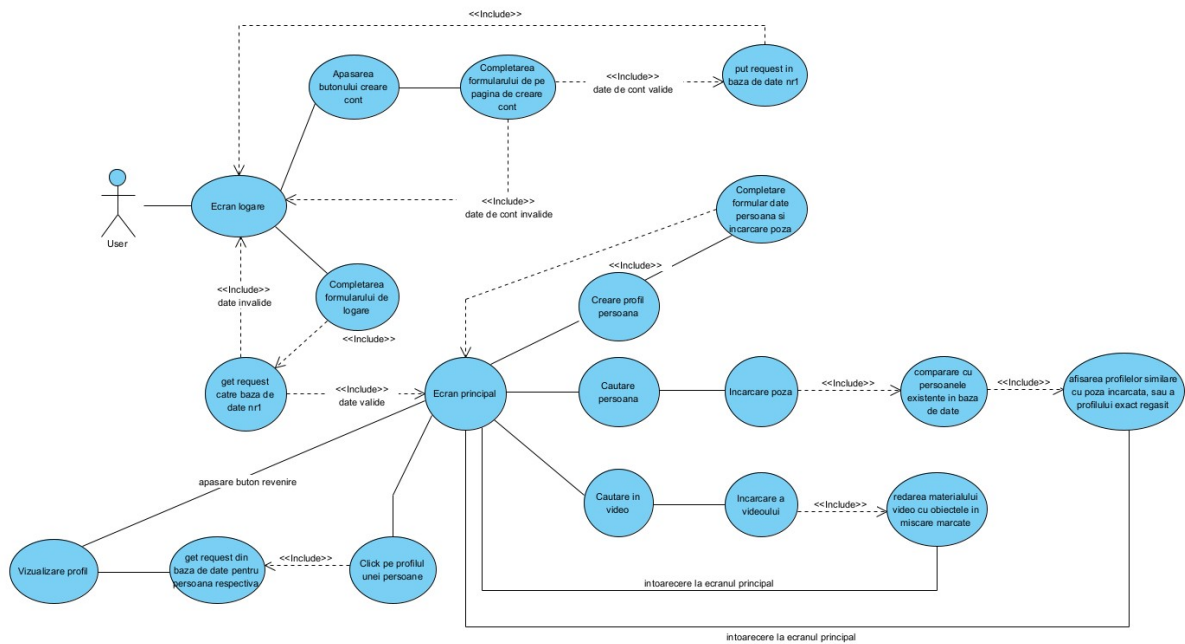 <<Include>>
Apasarea
butonului creare
cont
Completarea
formularului de pe
pagina de creare
cont
<<Include>>
date de cont valide
put request in
baza de date nr1
User
Ecran logare
<<Include>>
date de cont invalide
Completare
formular date
persoana si
incarcare poza
<<Include>>
date invalide
Completarea
formularului de
logare
<<Include>>
Creare profil
persoana
<<Include>>
get request
catre baza de
date nr1
<<Include>>
date valide
Ecran principal
Cautare
persoana
Incarcare poza
<<Include>>
comparare cu
persoanele
existente in baza
de date
<<Include>>
afisarea profilelor similare
cu poza incarcata, sau a
profilului exact regasit
apasare buton revenire
Cautare in
video
Incarcare a
videoului
<<Include>>
redarea materialului
video cu obiectele in
miscare marcate
Vizualizare profil
get request din
baza de date pentru
persoana respectiva
<<Include>>
Click pe profilul
unei persoane
intoarecere la ecranul principal
intoarecere la ecranul principal